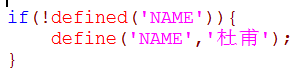 if(!defined('NAME')){
    define('NAME','杜甫');
}